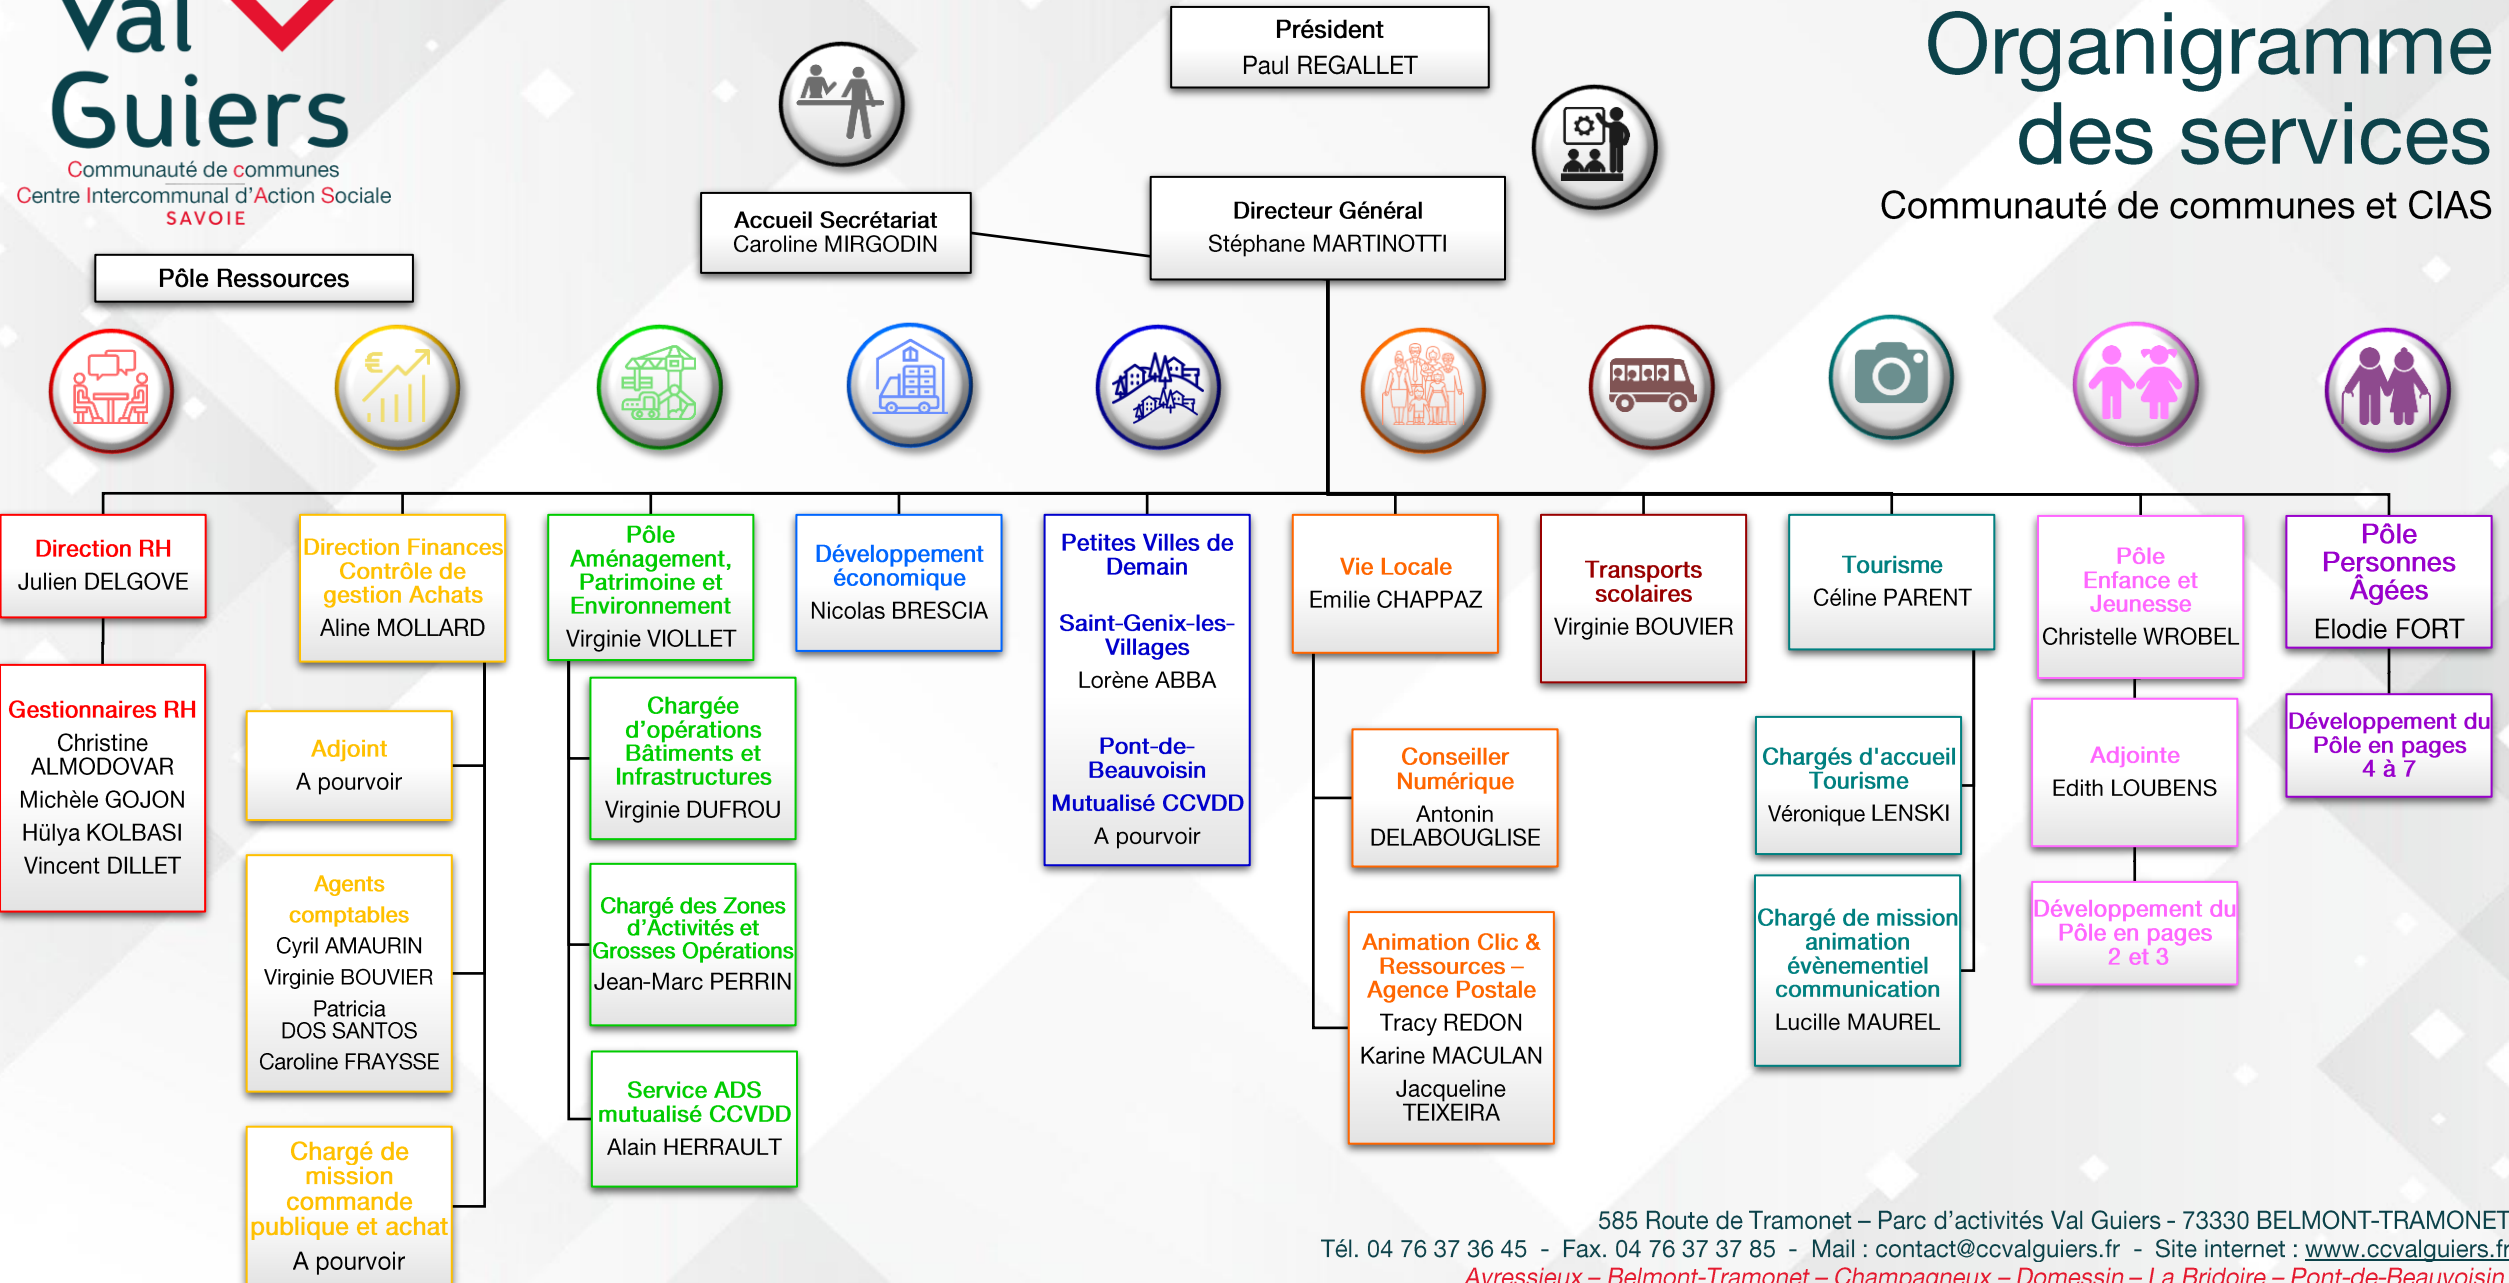 Val
Guiers
Communauté de communes
Centre Intercommunal d'Action Sociale
SAVOIE
Président
Paul REGALLET
Organigramme
des services
Communauté de communes et CIAS
Accueil Secrétariat
Caroline MIRGODIN
Directeur Général
Stéphane MARTINOTTI
Pôle Ressources
Direction RH
Julien DELGOVE
Gestionnaires RH
Christine
ALMODOVAR
Michèle GOJON
Hülya KOLBASI
Vincent DILLET
Direction Finances
Contrôle de
gestion Achats
Aline MOLLARD
Adjoint
A pourvoir
Agents
comptables
Cyril AMAURIN
Virginie BOUVIER
Patricia
DOS SANTOS
Caroline FRAYSSE
Chargé de
mission
commande
publique et achat
A pourvoir
Pôle
Aménagement,
Patrimoine et
Environnement
Virginie VIOLLET
Chargée
d'opérations
Bâtiments et
Infrastructures
Virginie DUFROU
Chargé des Zones
d'Activités et
Grosses Opérations
Jean-Marc PERRIN
Service ADS
mutualisé CCVDD
Alain HERRAULT
Développement
économique
Nicolas BRESCIA
Petites Villes de
Demain
Saint-Genix-les-
Villages
Lorène ABBA
Pont-de-
Beauvoisin
Mutualisé CCVDD
A pourvoir
Vie Locale
Emilie CHAPPAZ
Conseiller
Numérique
Antonin
DELABOUGLISE
Animation Clic &
Ressources –
Agence Postale
Tracy REDON
Karine MACULAN
Jacqueline
TEIXEIRA
Transports
scolaires
Virginie BOUVIER
Tourisme
Céline PARENT
Chargés d'accueil
Tourisme
Véronique LENSKI
Chargé de mission
animation
évènementiel
communication
Lucille MAUREL
Pôle
Enfance et
Jeunesse
Christelle WROBEL
Adjointe
Edith LOUBENS
Développement du
Pôle en pages
2 et 3
Pôle
Personnes
Âgées
Elodie FORT
Développement du
Pôle en pages
4 à 7
585 Route de Tramonet – Parc d'activités Val Guiers - 73330 BELMONT-TRAMONET
Tél. 04 76 37 36 45 - Fax. 04 76 37 37 85 - Mail : contact@ccvalguiers.fr - Site internet : www.ccvalguiers.fr
Avressieux – Belmont-Tramonet – Champagneux – Domessin – La Bridoire – Pont-de-Beauvoisin